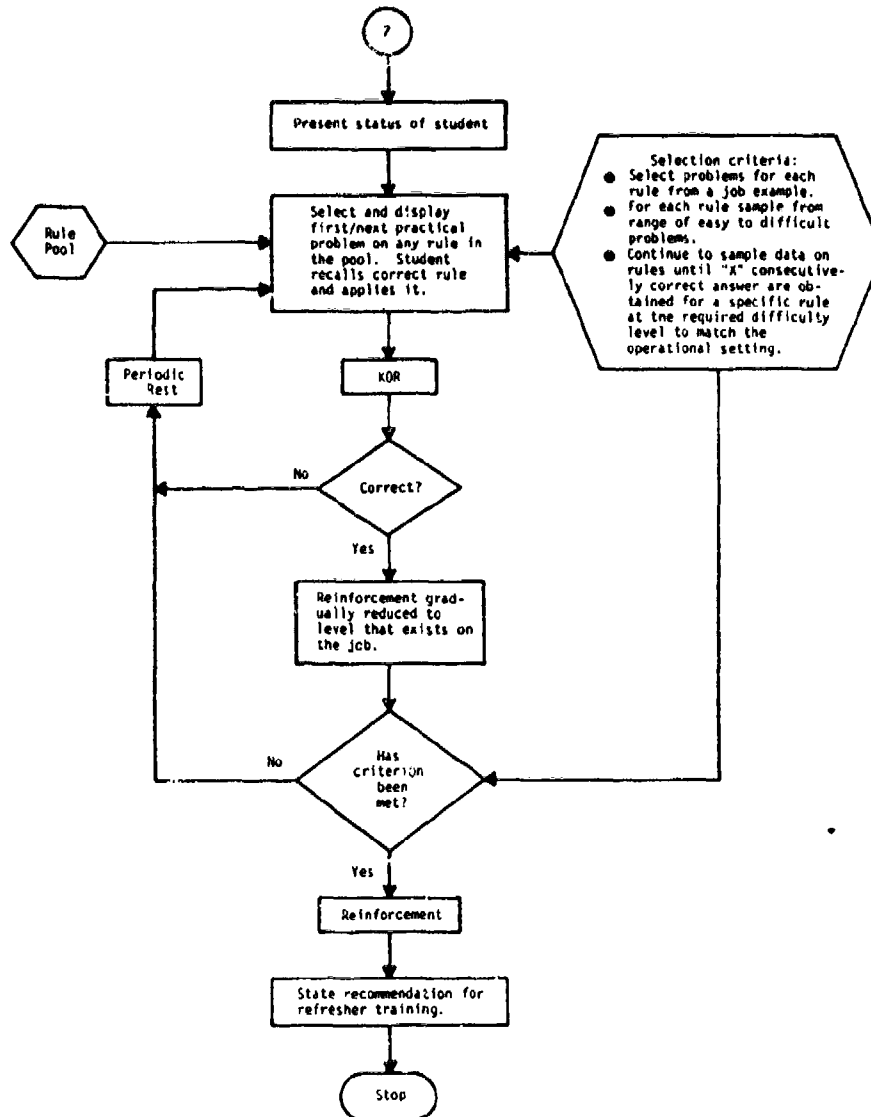 7
Present status of student
Select and display
first/next practical
problem on any rule in
the pool. Student
recalls correct rule
and applies it.
Rule
Pool
Selection criteria:
● Select problems for each
rule from a job example.
● For each rule sample from
range of easy to difficult
problems.
● Continue to sample data on
rules until "X" consecutive-
ly correct answer are ob-
tained for a specific rule
at the required difficulty
level to match the
operational setting.
Periodic
Rest
KOR
No
Correct?
Yes
Reinforcement grad-
ually reduced to
level that exists on
the job.
No
Has
criterion
been
met?
Yes
Reinforcement
State recommendation for
refresher training.
Stop